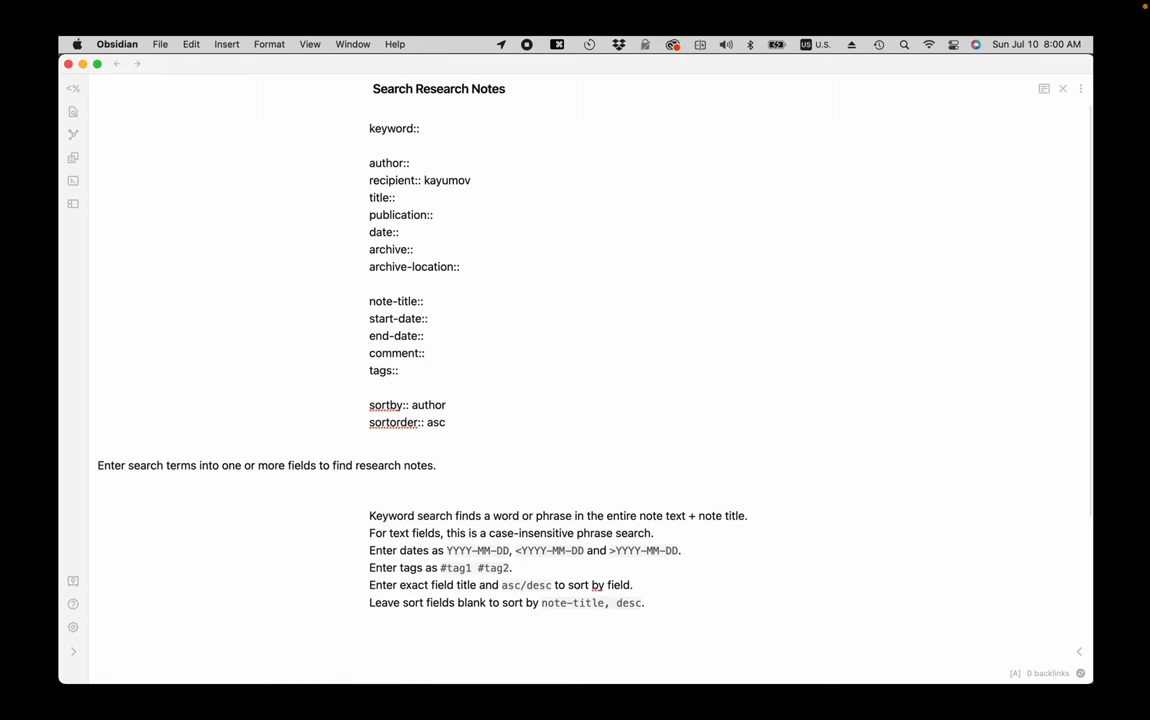 Obsidian File Edit Insert Format View Window Help U.S. Sun Jul 10 8:00 AM
Search Research Notes
keyword::
author::
recipient:: kayumov
title::
publication::
date::
archive::
archive-location::
note-title::
start-date::
end-date::
comment::
tags::
sortby:: author
sortorder:: asc
Enter search terms into one or more fields to find research notes.
Keyword search finds a word or phrase in the entire note text + note title.
For text fields, this is a case-insensitive phrase search.
Enter dates as YYYY-MM-DD, <YYYY-MM-DD and >YYYY-MM-DD.
Enter tags as #tag1 #tag2.
Enter exact field title and asc/desc to sort by field.
Leave sort fields blank to sort by note-title, desc.
[A] 0 backlinks